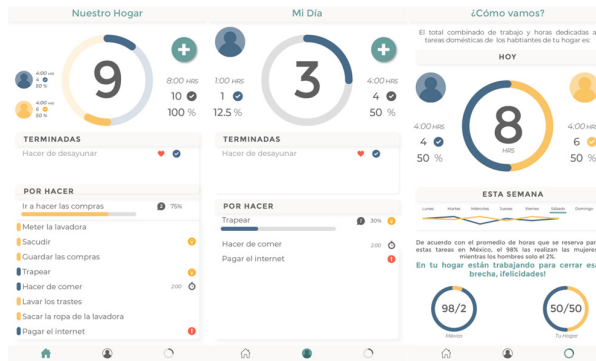 Nuestro Hogar
9
4:00 HRS
4
50 %
4:00 HRS
6
50 %
8:00 HRS
10
100 %
TERMINADAS
Hacer de desayunar
POR HACER
Ir a hacer las compras
75%
Meter la lavadora
Sacudir
Guardar las compras
Trapear
Hacer de comer
2:00
Lavar los trastes
Sacar la ropa de la lavadora
Pagar el internet
Mi Día
1:00 HRS
1
12.5 %
3
4:00 HRS
4
50 %
TERMINADAS
Hacer de desayunar
POR HACER
Trapear
30%
Hacer de comer
2:00
Pagar el internet
¿Cómo vamos?
El total combinado de trabajo y horas dedicadas a
tareas domésticas de los habtiantes de tu hogar es:
HOY
4:00 HRS
4
50 %
8
HRS
4:00 HRS
6
50 %
ESTA SEMANA
Lunes Martes Miércoles Jueves Viernes Sábado Domingo
De acuerdo con el promedio de horas que se reserva par
estas tareas en México, el 98% las realizan las mujeres
mientras los hombres solo el 2%.
En tu hogar están trabajando para cerrar esa
brecha, ¡felicidades!
98/2
México
50/50
Tu Hogar